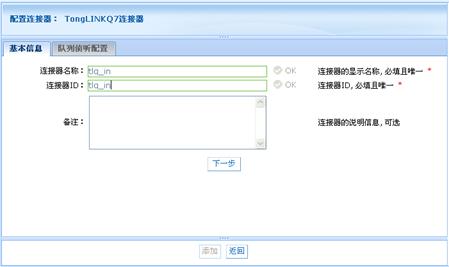 配置连接器： TongLINKQ7连接器
基本信息 队列侦听配置
连接器名称： tlq_in OK 连接器的显示名称, 必填且唯一 *
连接器ID： tlq_in OK 连接器ID, 必填且唯一 *
备注： 连接器的说明信息, 可选
下一步
添加 返回